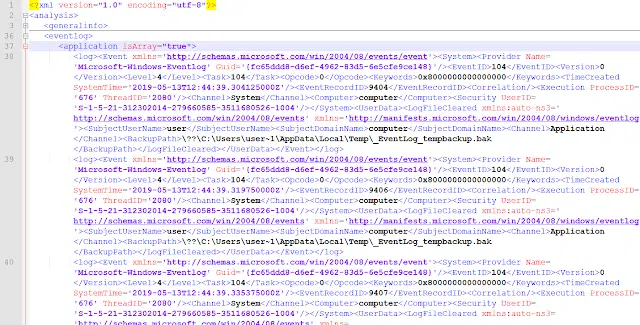 1 <?xml version="1.0" encoding="utf-8"?>
2 <analysis>
3 <generalinfo>
36 <eventlog>
37 <application isArray="true">
38 <log><Event xmlns='http://schemas.microsoft.com/win/2004/08/events/event'><System><Provider Name=
'Microsoft-Windows-Eventlog' Guid='{fc65ddd8-d6ef-4962-83d5-6e5cfe9ce148}'/><EventID>104</EventID><Version>0
</Version><Level>4</Level><Task>104</Task><Opcode>0</Opcode><Keywords>0x8000000000000000</Keywords><TimeCreated
SystemTime='2019-05-13T12:44:39.304125000Z'/><EventRecordID>9404</EventRecordID><Correlation/><Execution ProcessID=
'676' ThreadID='2080'/><Channel>System</Channel><Computer>computer</Computer><Security UserID=
'S-1-5-21-312302014-279660585-3511680526-1004'/></System><UserData><LogFileCleared xmlns:auto-ns3='
http://schemas.microsoft.com/win/2004/08/events' xmlns='http://manifests.microsoft.com/win/2004/08/windows/eventlog
'><SubjectUserName>user</SubjectUserName><SubjectDomainName>computer</SubjectDomainName><Channel>Application
</Channel><BackupPath>\??\C:\Users\user-1\AppData\Local\Temp\_EventLog_tempbackup.bak
</BackupPath></LogFileCleared></UserData></Event></log>
39 <log><Event xmlns='http://schemas.microsoft.com/win/2004/08/events/event'><System><Provider Name=
'Microsoft-Windows-Eventlog' Guid='{fc65ddd8-d6ef-4962-83d5-6e5cfe9ce148}'/><EventID>104</EventID><Version>0
</Version><Level>4</Level><Task>104</Task><Opcode>0</Opcode><Keywords>0x8000000000000000</Keywords><TimeCreated
SystemTime='2019-05-13T12:44:39.319750000Z'/><EventRecordID>9406</EventRecordID><Correlation/><Execution ProcessID=
'676' ThreadID='2080'/><Channel>System</Channel><Computer>computer</Computer><Security UserID=
'S-1-5-21-312302014-279660585-3511680526-1004'/></System><UserData><LogFileCleared xmlns:auto-ns3='
http://schemas.microsoft.com/win/2004/08/events' xmlns='http://manifests.microsoft.com/win/2004/08/windows/eventlog
'><SubjectUserName>user</SubjectUserName><SubjectDomainName>computer</SubjectDomainName><Channel>Application
</Channel><BackupPath>\??\C:\Users\user-1\AppData\Local\Temp\_EventLog_tempbackup.bak
</BackupPath></LogFileCleared></UserData></Event></log>
40 <log><Event xmlns='http://schemas.microsoft.com/win/2004/08/events/event'><System><Provider Name=
'Microsoft-Windows-Eventlog' Guid='{fc65ddd8-d6ef-4962-83d5-6e5cfe9ce148}'/><EventID>104</EventID><Version>0
</Version><Level>4</Level><Task>104</Task><Opcode>0</Opcode><Keywords>0x8000000000000000</Keywords><TimeCreated
SystemTime='2019-05-13T12:44:39.335375000Z'/><EventRecordID>9407</EventRecordID><Correlation/><Execution ProcessID=
'676' ThreadID='2080'/><Channel>System</Channel><Computer>computer</Computer><Security UserID=
'S-1-5-21-312302014-279660585-3511680526-1004'/></System><UserData><LogFileCleared xmlns:auto-ns3='
http://schemas.microsoft.com/win/2004/08/events' xmlns=